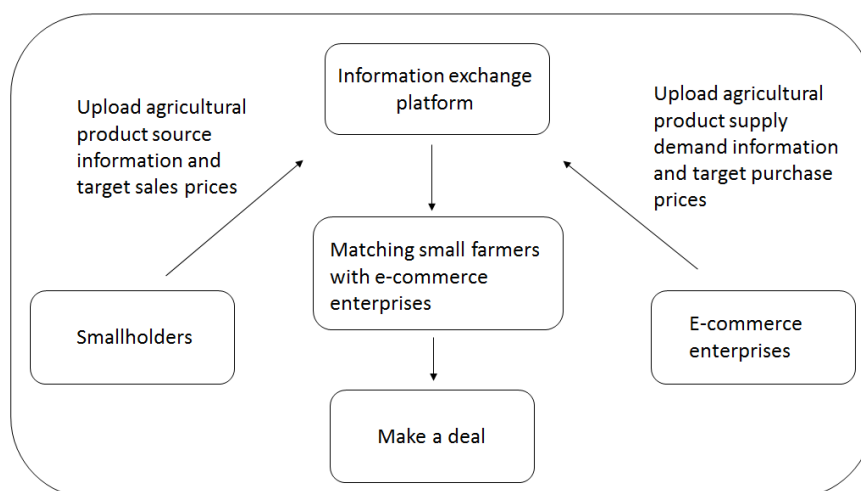 Information exchange
platform
Upload agricultural
product source
information and
target sales prices
Upload agricultural
product supply
demand information
and target purchase
prices
Matching small farmers
with e-commerce
enterprises
Smallholders
E-commerce
enterprises
Make a deal